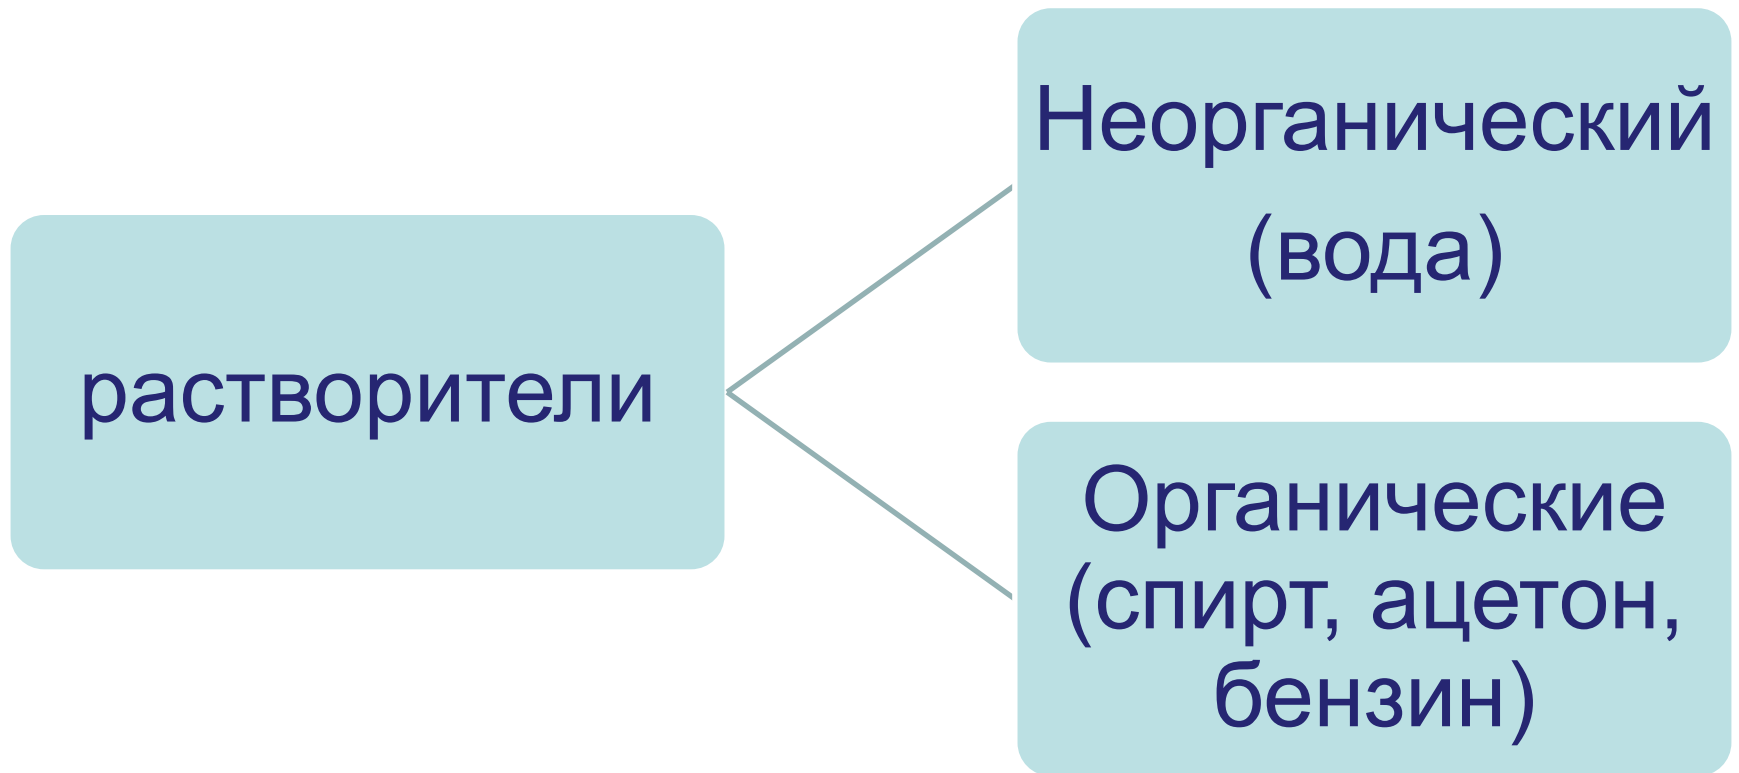 растворители
Неорганический
(вода)
Органические
(спирт, ацетон,
бензин)